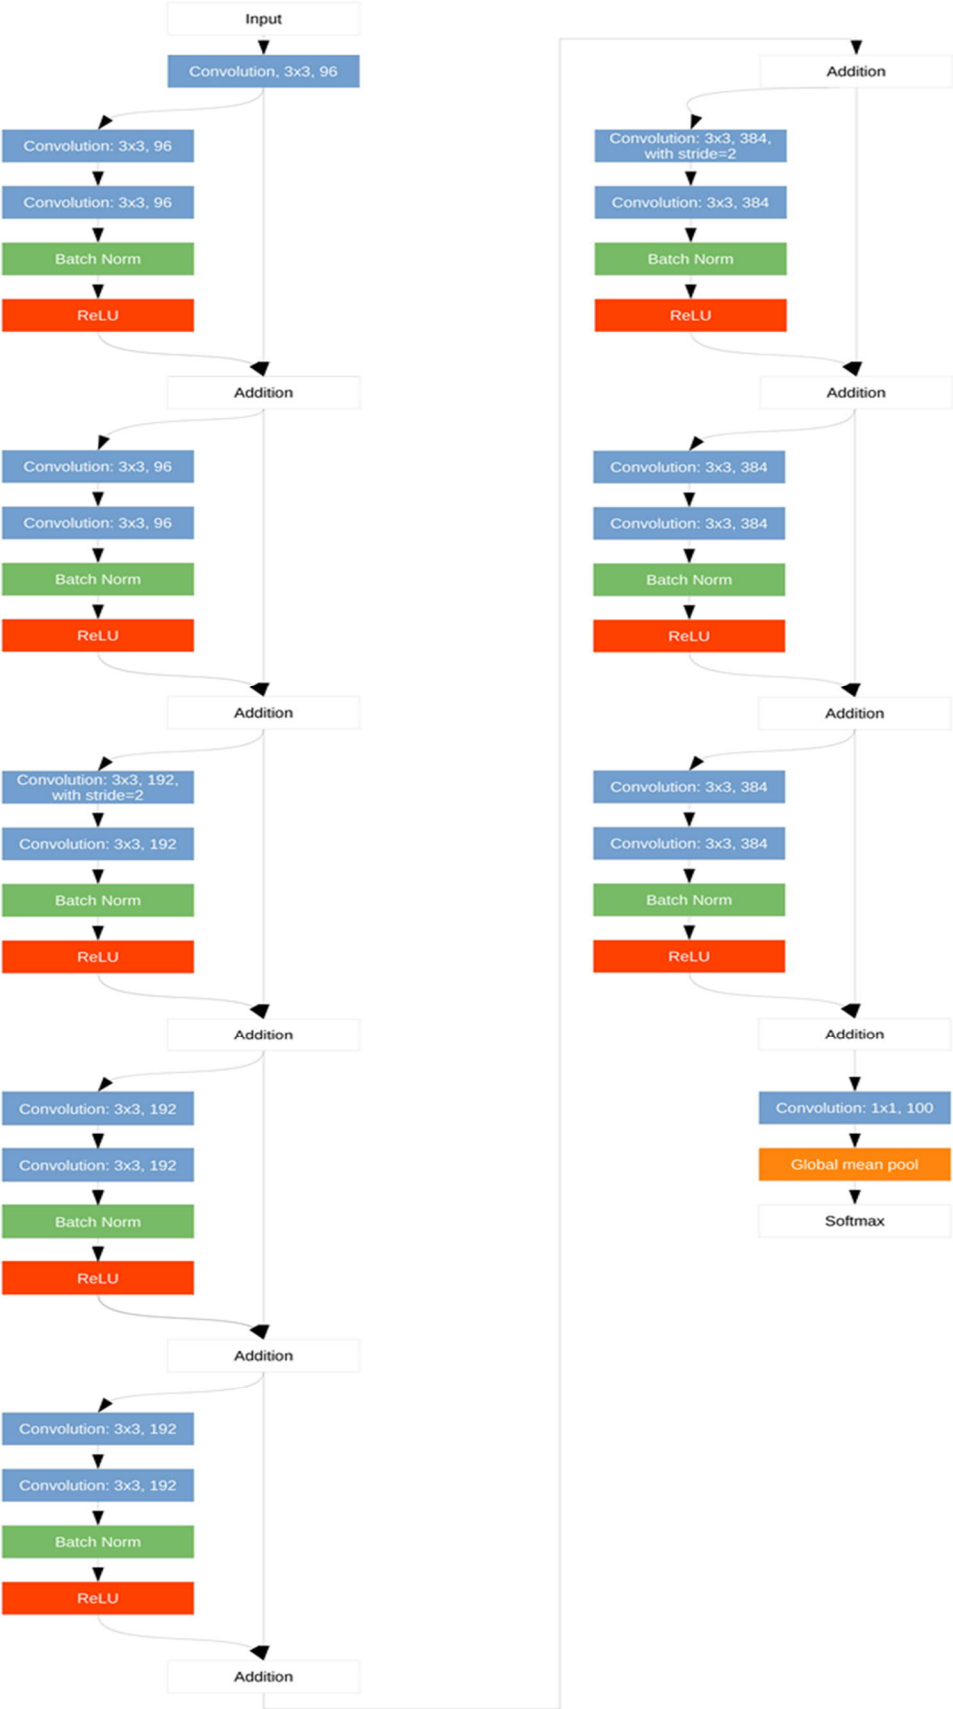 Input
Convolution, 3x3, 96
Convolution: 3x3, 96
Convolution: 3x3, 96
Batch Norm
ReLU
Addition
Convolution: 3x3, 96
Convolution: 3x3, 96
Batch Norm
ReLU
Addition
Convolution: 3x3, 192,
with stride=2
Convolution: 3x3, 192
Batch Norm
ReLU
Addition
Convolution: 3x3, 192
Convolution: 3x3, 192
Batch Norm
ReLU
Addition
Convolution: 3x3, 192
Convolution: 3x3, 192
Batch Norm
ReLU
Addition
Addition
Convolution: 3x3, 384,
with stride=2
Convolution: 3x3, 384
Batch Norm
ReLU
Addition
Convolution: 3x3, 384
Convolution: 3x3, 384
Batch Norm
ReLU
Addition
Convolution: 3x3, 384
Convolution: 3x3, 384
Batch Norm
ReLU
Addition
Convolution: 1x1, 100
Global mean pool
Softmax